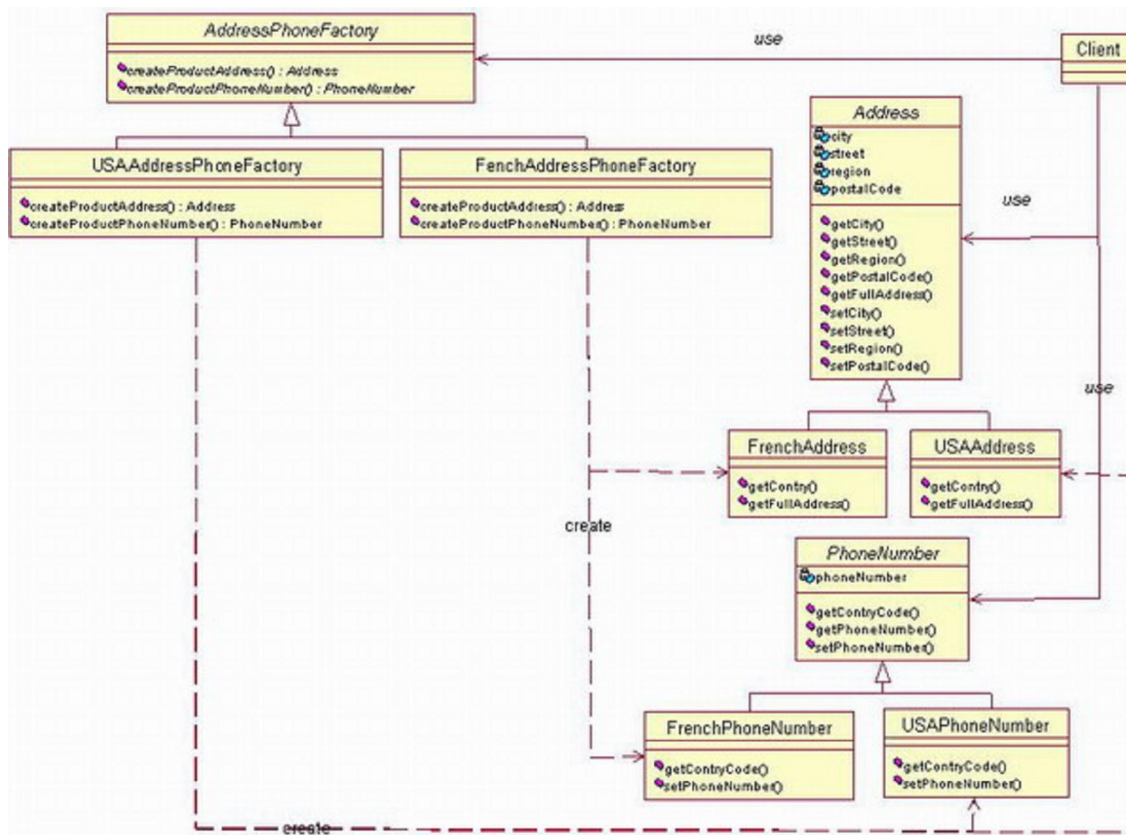 AddressPhoneFactory
createProductAddress() : Address
createProductPhoneNumber() : PhoneNumber
use
Client
USAAddressPhoneFactory
createProductAddress() : Address
createProductPhoneNumber() : PhoneNumber
FenchAddressPhoneFactory
createProductAddress() : Address
createProductPhoneNumber() : PhoneNumber
Address
city
street
region
postalCode
getCity()
getStreet()
getRegion()
getPostalCode()
getFullAddress()
setCity()
setStreet()
setRegion()
setPostalCode()
use
use
FrenchAddress
getContry()
getFullAddress()
USAAddress
getContry()
getFullAddress()
create
PhoneNumber
phoneNumber
getContryCode()
getPhoneNumber()
setPhoneNumber()
FrenchPhoneNumber
getContryCode()
setPhoneNumber()
USAPhoneNumber
getContryCode()
setPhoneNumber()
create